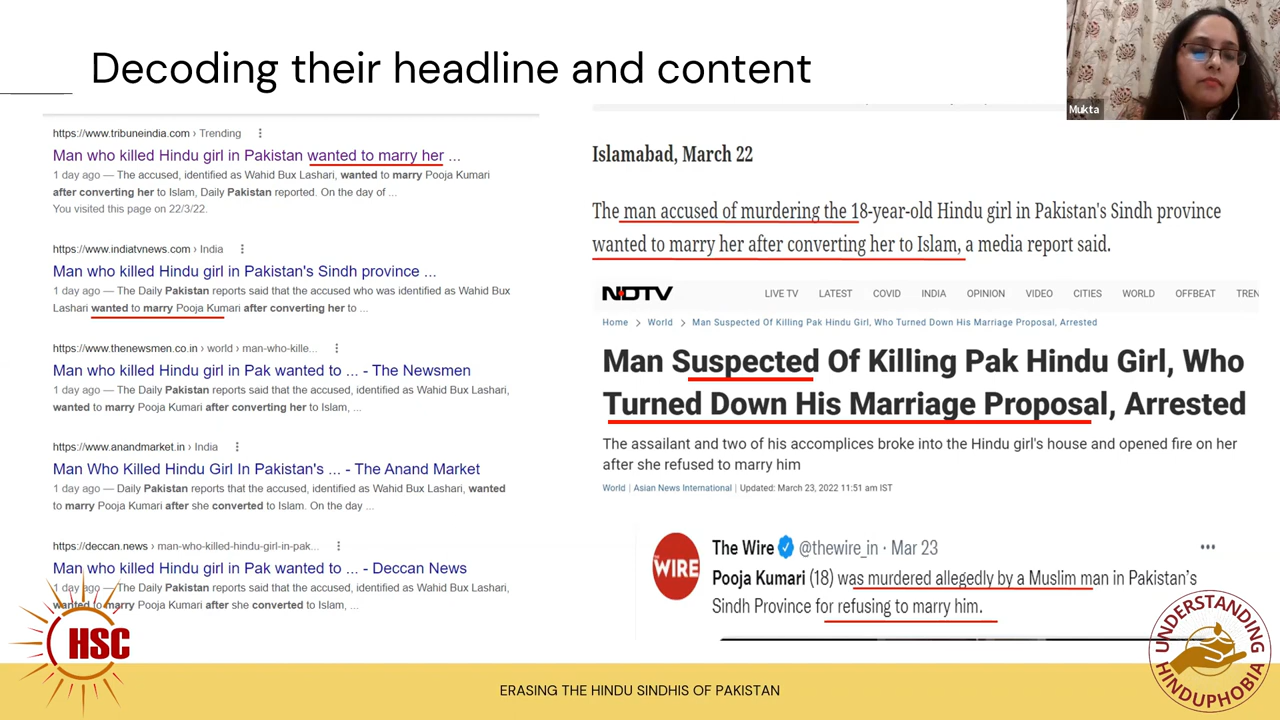 Decoding their headline and content
Mukta
https://www.tribuneindia.com › Trending
Man who killed Hindu girl in Pakistan wanted to marry her ...
1 day ago — The accused, identified as Wahid Bux Lashari, wanted to marry Pooja Kumari
after converting her to Islam, Daily Pakistan reported. On the day of ...
You visited this page on 22/3/22.
https://www.indiatvnews.com › India
Man who killed Hindu girl in Pakistan's Sindh province ...
1 day ago — The Daily Pakistan reports said that the accused who was identified as Wahid Bux
Lashari wanted to marry Pooja Kumari after converting her to ...
https://www.thenewsmen.co.in › world › man-who-kille...
Man who killed Hindu girl in Pak wanted to ... - The Newsmen
1 day ago — The Daily Pakistan reports said that the accused, identified as Wahid Bux Lashari,
wanted to marry Pooja Kumari after converting her to Islam, ...
https://www.anandmarket.in › India
Man Who Killed Hindu Girl In Pakistan's ... - The Anand Market
1 day ago — Daily Pakistan reports that the accused, identified as Wahid Bux Lashari, wanted
to marry Pooja Kumari after she converted to Islam. On the day ...
https://deccan.news › man-who-killed-hindu-girl-in-pak...
Man who killed Hindu girl in Pak wanted to ... - Deccan News
1 day ago — The Daily Pakistan reports said that the accused, identified as Wahid Bux Lashari,
wanted to marry Pooja Kumari after she converted to Islam, ...
Islamabad, March 22
The man accused of murdering the 18-year-old Hindu girl in Pakistan's Sindh province
wanted to marry her after converting her to Islam, a media report said.
NDTV
LIVE TV LATEST COVID INDIA OPINION VIDEO CITIES WORLD OFFBEAT TREN
Home > World > Man Suspected Of Killing Pak Hindu Girl, Who Turned Down His Marriage Proposal, Arrested
Man Suspected Of Killing Pak Hindu Girl, Who
Turned Down His Marriage Proposal, Arrested
The assailant and two of his accomplices broke into the Hindu girl's house and opened fire on her
after she refused to marry him
World | Asian News International | Updated: March 23, 2022 11:51 am IST
THE WIRE
The Wire @thewire_in · Mar 23
Pooja Kumari (18) was murdered allegedly by a Muslim man in Pakistan's
Sindh Province for refusing to marry him.
HSC
ERASING THE HINDU SINDHIS OF PAKISTAN
UNDERSTANDING
HINDUPHOBIA